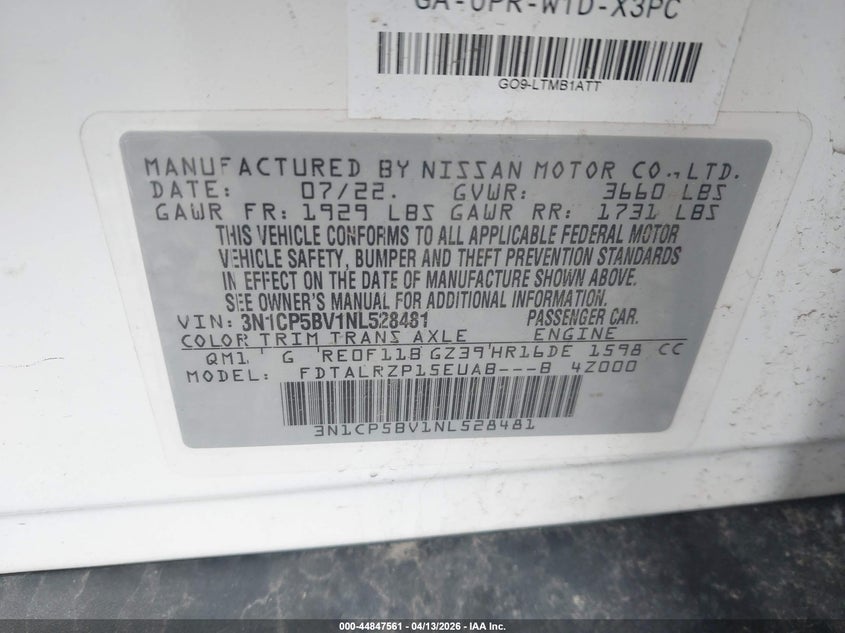 GA-UPR-W1D-X3PC
GO9-LTMB1ATT
MANUFACTURED BY NISSAN MOTOR CO.,LTD.
DATE: 07/22. GVWR: 3660 LBS
GAWR FR: 1929 LBS GAWR RR: 1731 LBS
THIS VEHICLE CONFORMS TO ALL APPLICABLE FEDERAL MOTOR
VEHICLE SAFETY, BUMPER AND THEFT PREVENTION STANDARDS
IN EFFECT ON THE DATE OF MANUFACTURE SHOWN ABOVE.
SEE OWNER'S MANUAL FOR ADDITIONAL INFORMATION.
VIN: 3N1CP5BV1NL528481 PASSENGER CAR.
COLOR TRIM TRANS AXLE ENGINE
QM1 G RE0F11B GZ39 HR16DE 1598 CC
MODEL: FDTALRZP15EUAB---B 4Z000
3N1CP5BV1NL528481
000-44847561 - 04/13/2026 - IAA Inc.